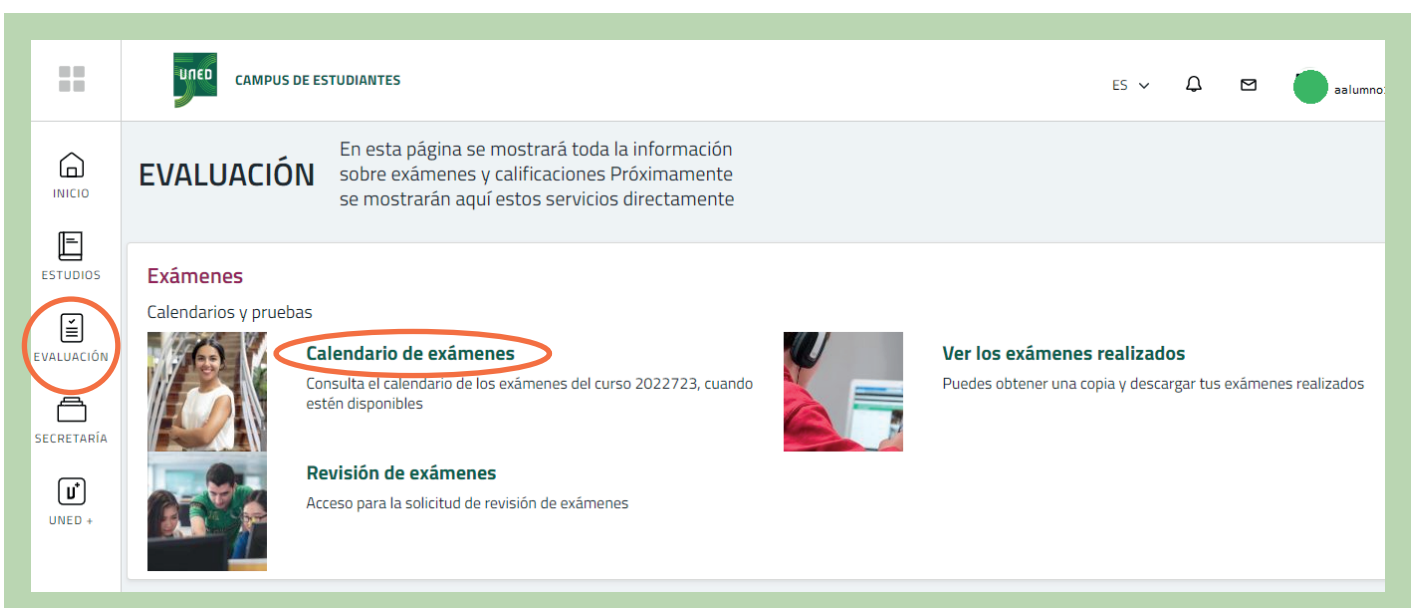 UNED
CAMPUS DE ESTUDIANTES
ES
aalumno
INICIO
ESTUDIOS
EVALUACIÓN
SECRETARÍA
UNED +
EVALUACIÓN
En esta página se mostrará toda la información
sobre exámenes y calificaciones Próximamente
se mostrarán aquí estos servicios directamente
Exámenes
Calendarios y pruebas
Calendario de exámenes
Consulta el calendario de los exámenes del curso 2022723, cuando
estén disponibles
Ver los exámenes realizados
Puedes obtener una copia y descargar tus exámenes realizados
Revisión de exámenes
Acceso para la solicitud de revisión de exámenes